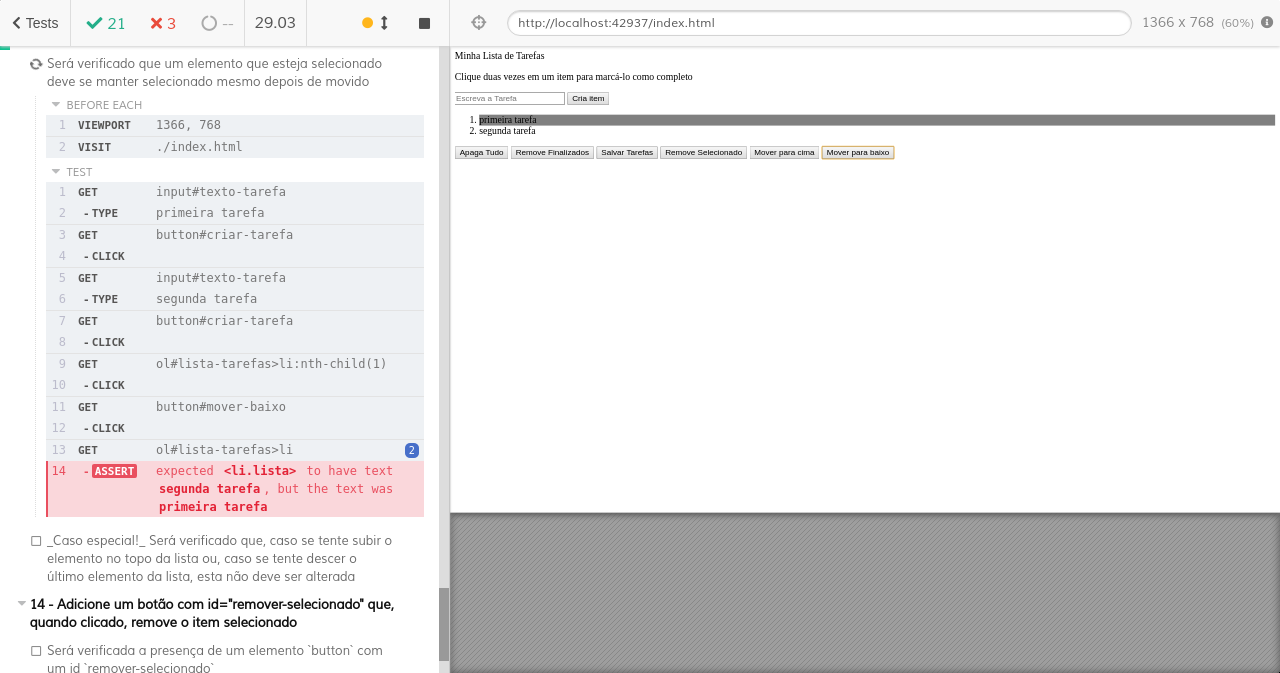 Tests
21
3
--
29.03
http://localhost:42937/index.html
1366 x 768 (60%)
Será verificado que um elemento que esteja selecionado
deve se manter selecionado mesmo depois de movido
BEFORE EACH
1 VIEWPORT 1366, 768
2 VISIT ./index.html
TEST
1 GET input#texto-tarefa
2 -TYPE primeira tarefa
3 GET button#criar-tarefa
4 -CLICK
5 GET input#texto-tarefa
6 -TYPE segunda tarefa
7 GET button#criar-tarefa
8 -CLICK
9 GET ol#lista-tarefas>li:nth-child(1)
10 -CLICK
11 GET button#mover-baixo
12 -CLICK
13 GET ol#lista-tarefas>li 2
14 -ASSERT expected <li.lista> to have text
segunda tarefa, but the text was
primeira tarefa
_Caso especial!_ Será verificado que, caso se tente subir o
elemento no topo da lista ou, caso se tente descer o
último elemento da lista, esta não deve ser alterada
14 - Adicione um botão com id="remover-selecionado" que,
quando clicado, remove o item selecionado
Será verificada a presença de um elemento `button` com
um id `remover-selecionado`
Minha Lista de Tarefas
Clique duas vezes em um item para marcá-lo como completo
Escreva a Tarefa Cria item
1. primeira tarefa
2. segunda tarefa
Apaga Tudo Remove Finalizados Salvar Tarefas Remove Selecionado Mover para cima Mover para baixo